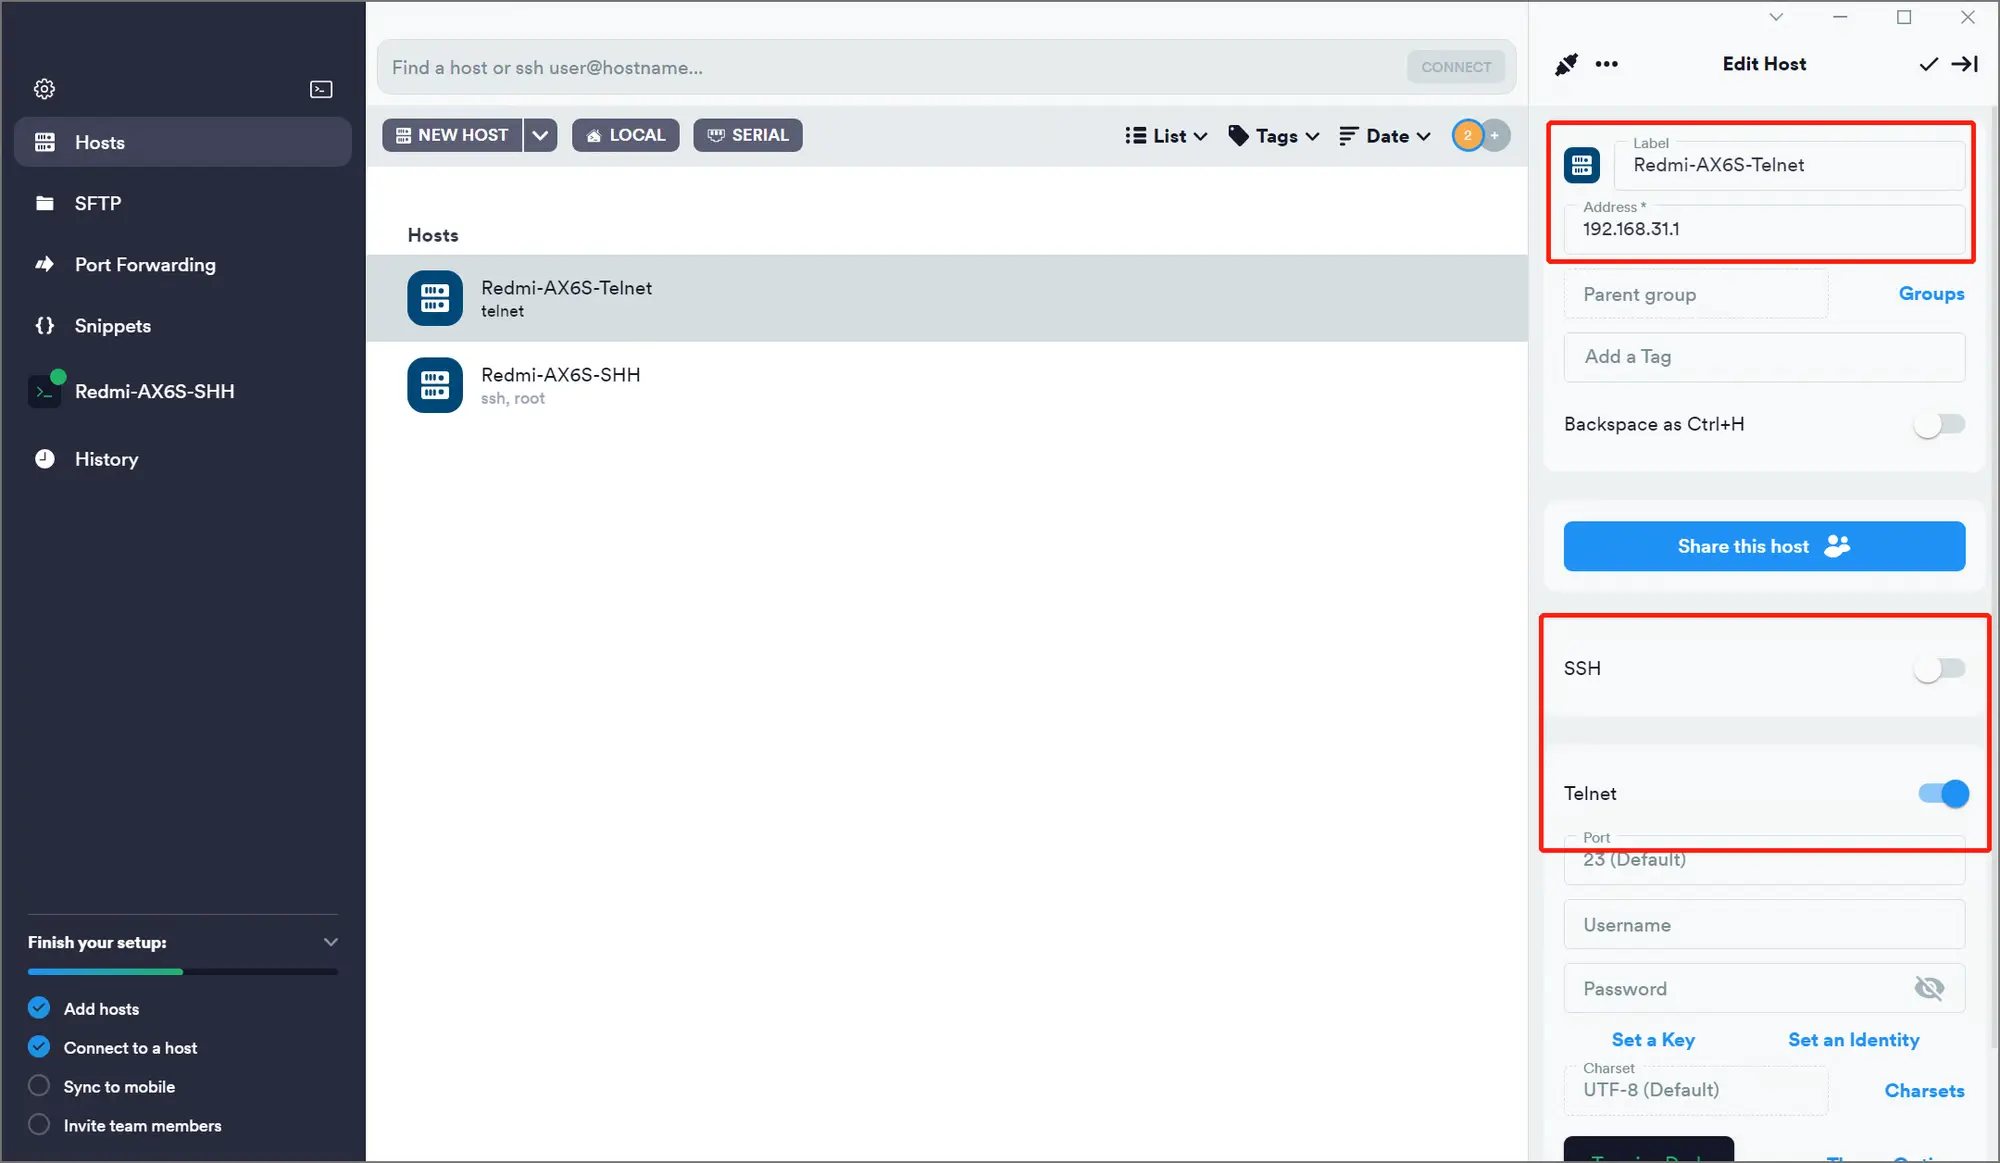 Hosts
SFTP
Port Forwarding
Snippets
Redmi-AX6S-SHH
History
Finish your setup:
Add hosts
Connect to a host
Sync to mobile
Invite team members
Find a host or ssh user@hostname...
CONNECT
NEW HOST
LOCAL
SERIAL
List
Tags
Date
2
+
Hosts
Redmi-AX6S-Telnet
telnet
Redmi-AX6S-SHH
ssh, root
Edit Host
Label
Redmi-AX6S-Telnet
Address *
192.168.31.1
Parent group
Groups
Add a Tag
Backspace as Ctrl+H
Share this host
SSH
Telnet
Port
23 (Default)
Username
Password
Set a Key
Set an Identity
Charset
UTF-8 (Default)
Charsets